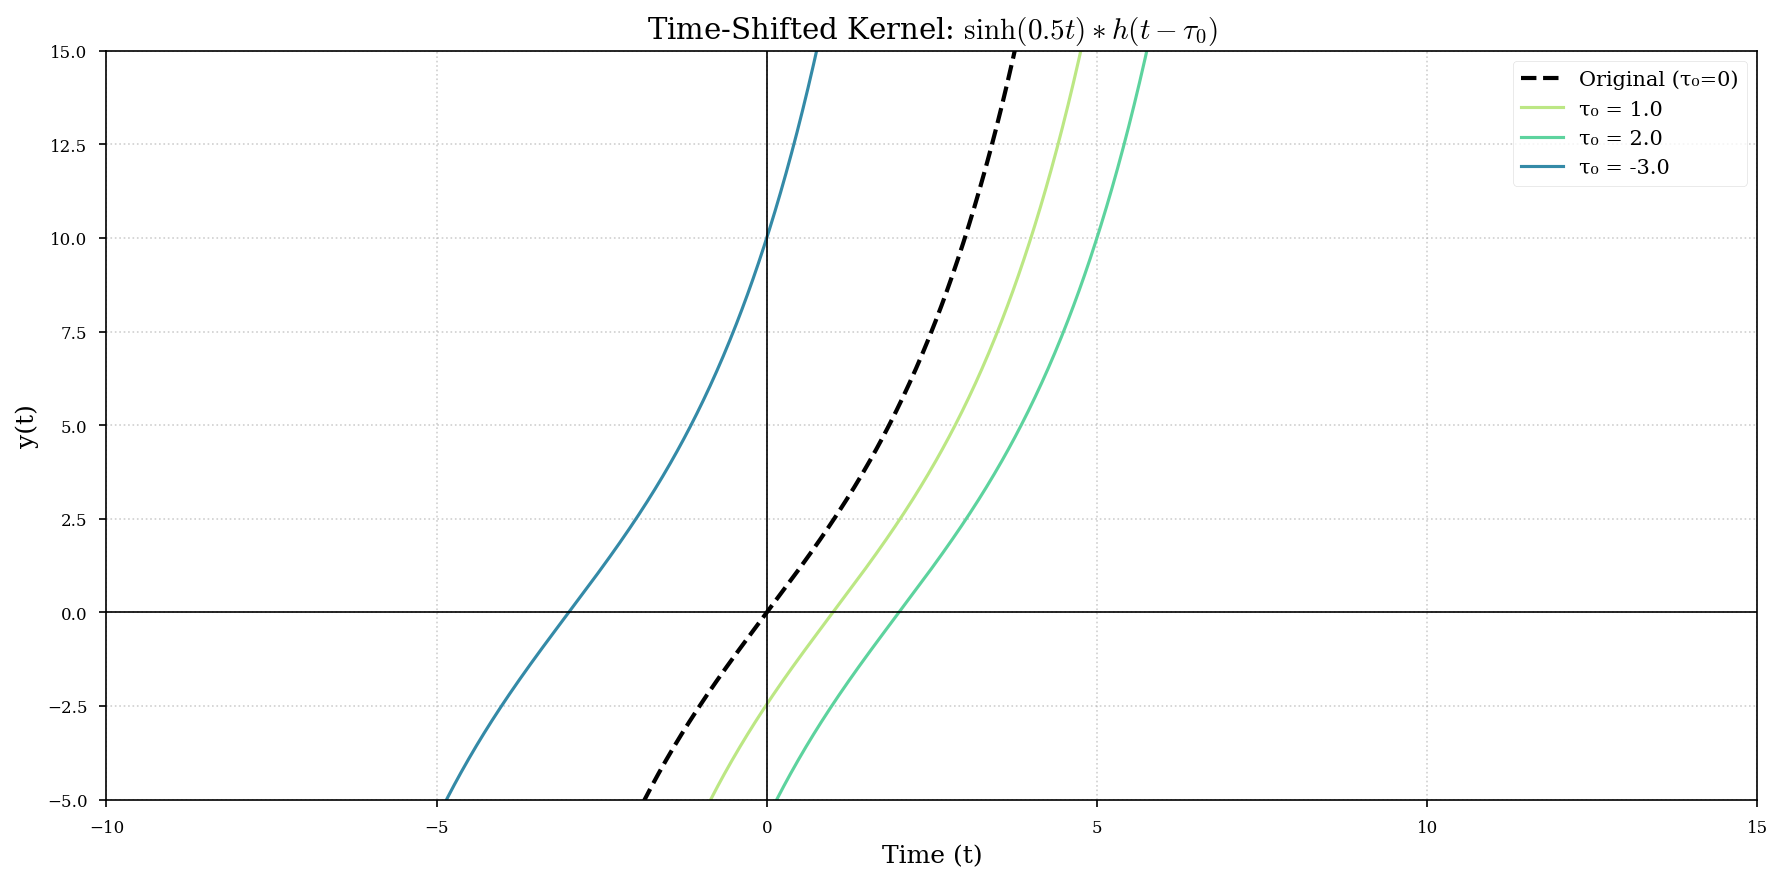 Time-Shifted Kernel: sinh(0.5t) ∗ h(t − τ₀)
15.0
12.5
10.0
7.5
5.0
2.5
0.0
−2.5
−5.0
y(t)
Original (τ₀=0)
τ₀ = 1.0
τ₀ = 2.0
τ₀ = -3.0
−10
−5
0
5
10
15
Time (t)